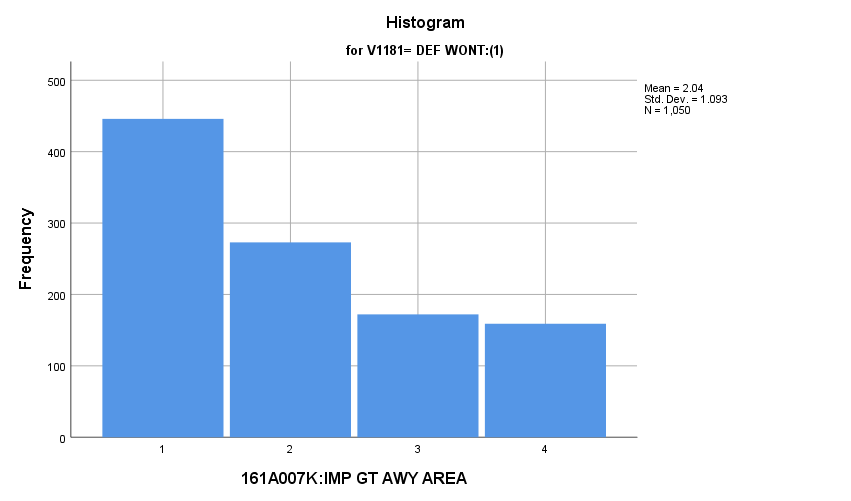 Histogram
for V1181= DEF WONT:(1)
Mean = 2.04
Std. Dev. = 1.093
N = 1,050
Frequency
500
400
300
200
100
0
1 2 3 4
161A007K:IMP GT AWY AREA